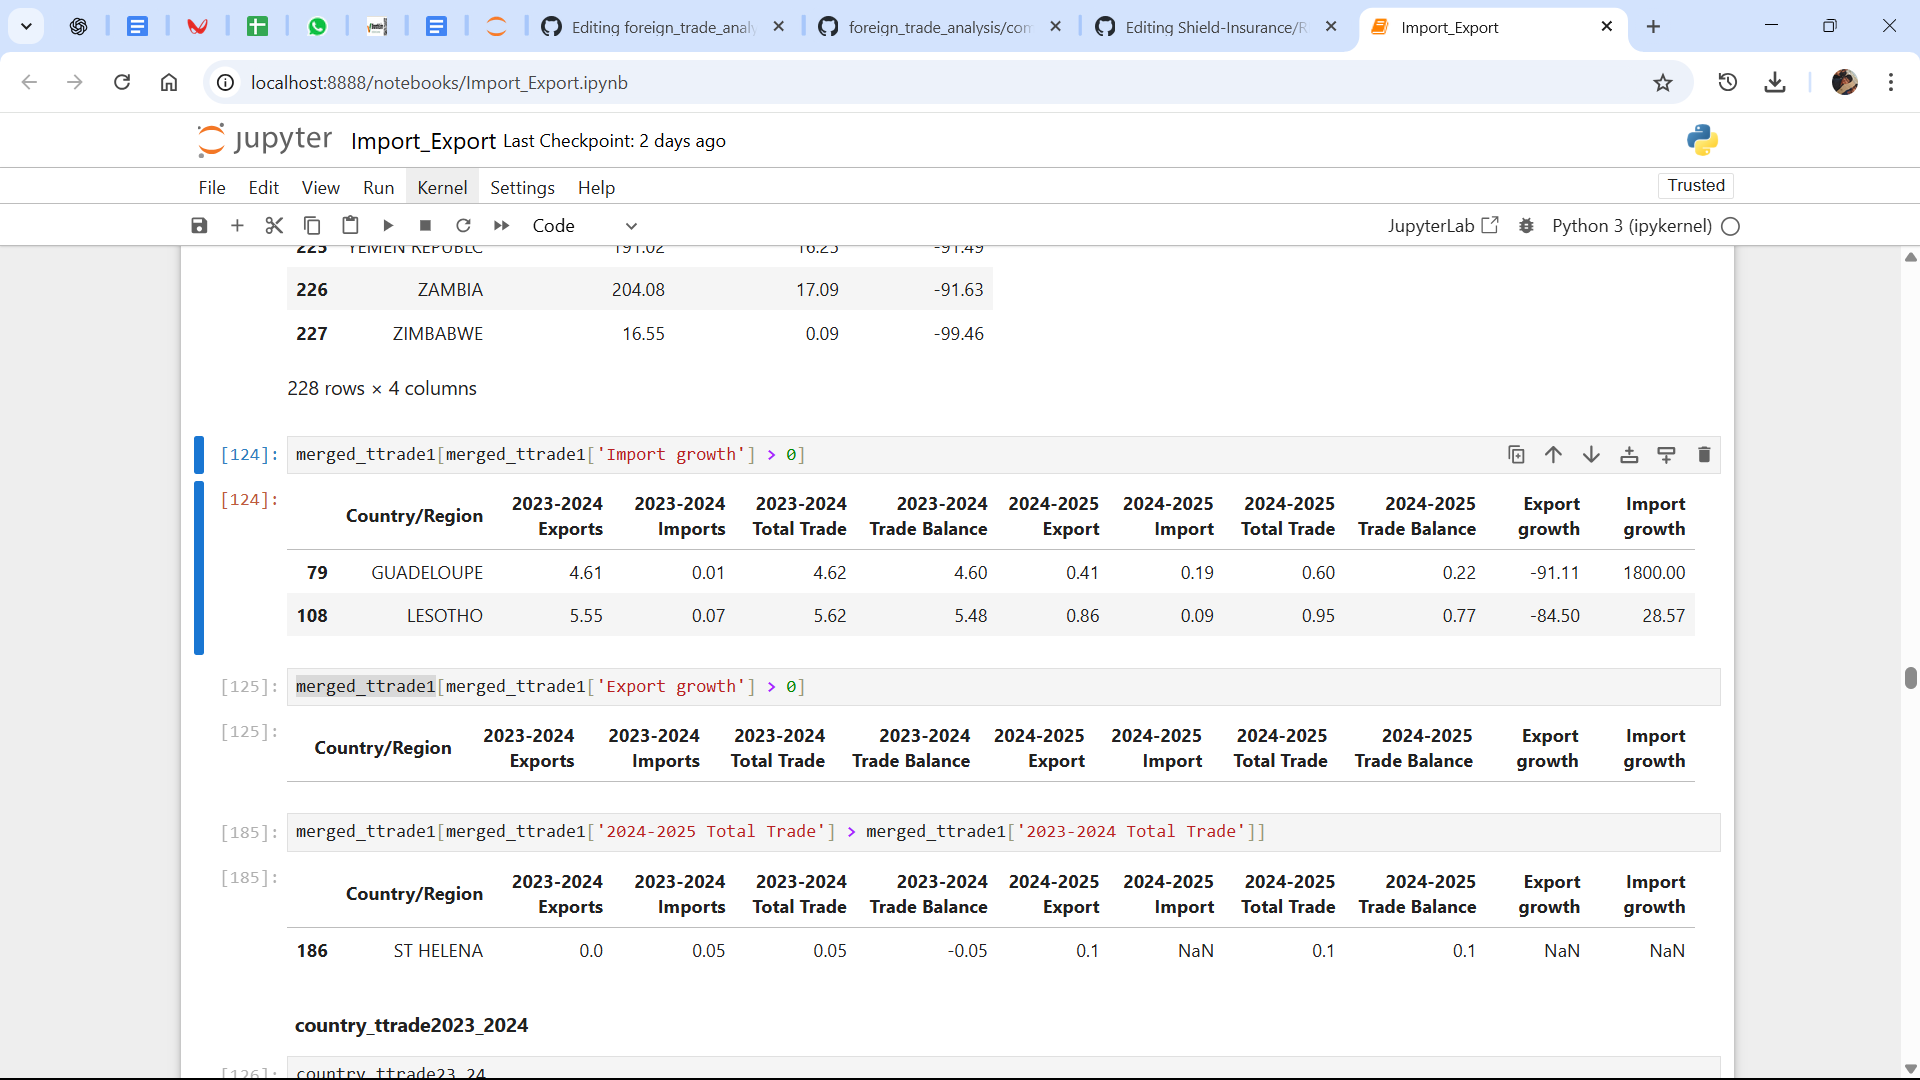 Editing foreign_trade_analy
foreign_trade_analysis/con
Editing Shield-Insurance/R
Import_Export
localhost:8888/notebooks/Import_Export.ipynb
jupyter Import_Export Last Checkpoint: 2 days ago
File Edit View Run Kernel Settings Help
Trusted
Code
JupyterLab
Python 3 (ipykernel)
225 YEMEN REPUBLC 191.02 16.25 -91.49
226 ZAMBIA 204.08 17.09 -91.63
227 ZIMBABWE 16.55 0.09 -99.46
228 rows × 4 columns
[124]: merged_ttrade1[merged_ttrade1['Import growth'] > 0]
[124]:
Country/Region 2023-2024 Exports 2023-2024 Imports 2023-2024 Total Trade 2023-2024 Trade Balance 2024-2025 Export 2024-2025 Import 2024-2025 Total Trade 2024-2025 Trade Balance Export growth Import growth
79 GUADELOUPE 4.61 0.01 4.62 4.60 0.41 0.19 0.60 0.22 -91.11 1800.00
108 LESOTHO 5.55 0.07 5.62 5.48 0.86 0.09 0.95 0.77 -84.50 28.57
[125]: merged_ttrade1[merged_ttrade1['Export growth'] > 0]
[125]:
Country/Region 2023-2024 Exports 2023-2024 Imports 2023-2024 Total Trade 2023-2024 Trade Balance 2024-2025 Export 2024-2025 Import 2024-2025 Total Trade 2024-2025 Trade Balance Export growth Import growth
[185]: merged_ttrade1[merged_ttrade1['2024-2025 Total Trade'] > merged_ttrade1['2023-2024 Total Trade']]
[185]:
Country/Region 2023-2024 Exports 2023-2024 Imports 2023-2024 Total Trade 2023-2024 Trade Balance 2024-2025 Export 2024-2025 Import 2024-2025 Total Trade 2024-2025 Trade Balance Export growth Import growth
186 ST HELENA 0.0 0.05 0.05 -0.05 0.1 NaN 0.1 0.1 NaN NaN
country_ttrade2023_2024
[126]: country_ttrade23_24